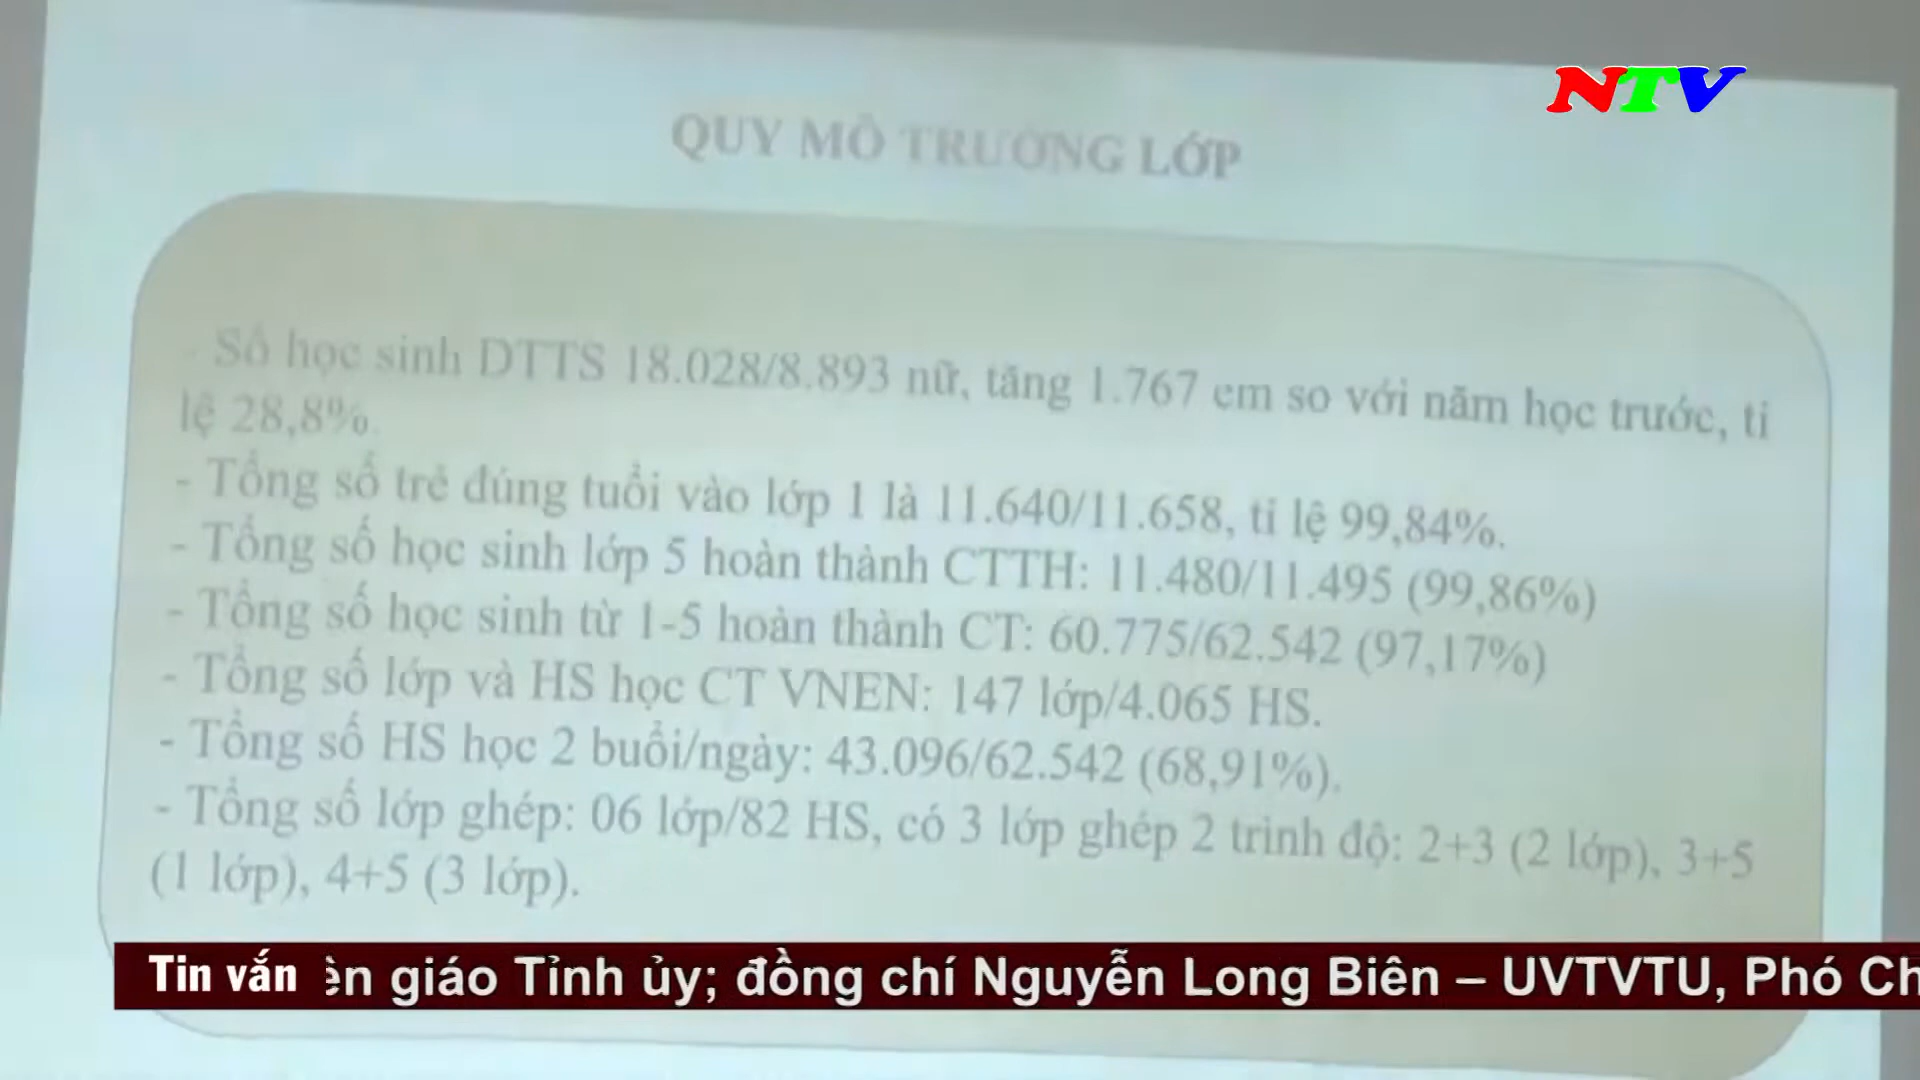 NTV
QUY MÔ TRƯỜNG LỚP
- Số học sinh DTTS 18.028/8.893 nữ, tăng 1.767 em so với năm học trước, tỉ
lệ 28,8%.
- Tổng số trẻ đúng tuổi vào lớp 1 là 11.640/11.658, tỉ lệ 99,84%.
- Tổng số học sinh lớp 5 hoàn thành CTTH: 11.480/11.495 (99,86%)
- Tổng số học sinh từ 1-5 hoàn thành CT: 60.775/62.542 (97,17%)
- Tổng số lớp và HS học CT VNEN: 147 lớp/4.065 HS.
- Tổng số HS học 2 buổi/ngày: 43.096/62.542 (68,91%).
- Tổng số lớp ghép: 06 lớp/82 HS, có 3 lớp ghép 2 trình độ: 2+3 (2 lớp), 3+5
(1 lớp), 4+5 (3 lớp).
Tin vắn èn giáo Tỉnh ủy; đồng chí Nguyễn Long Biên – UVTVTU, Phó Ch